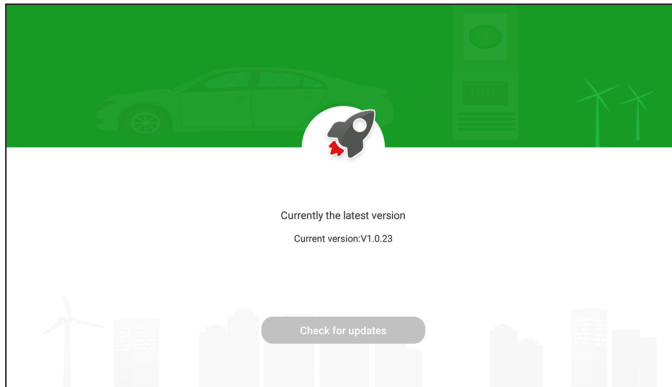 Currently the latest version
Current version:V1.0.23
Check for updates